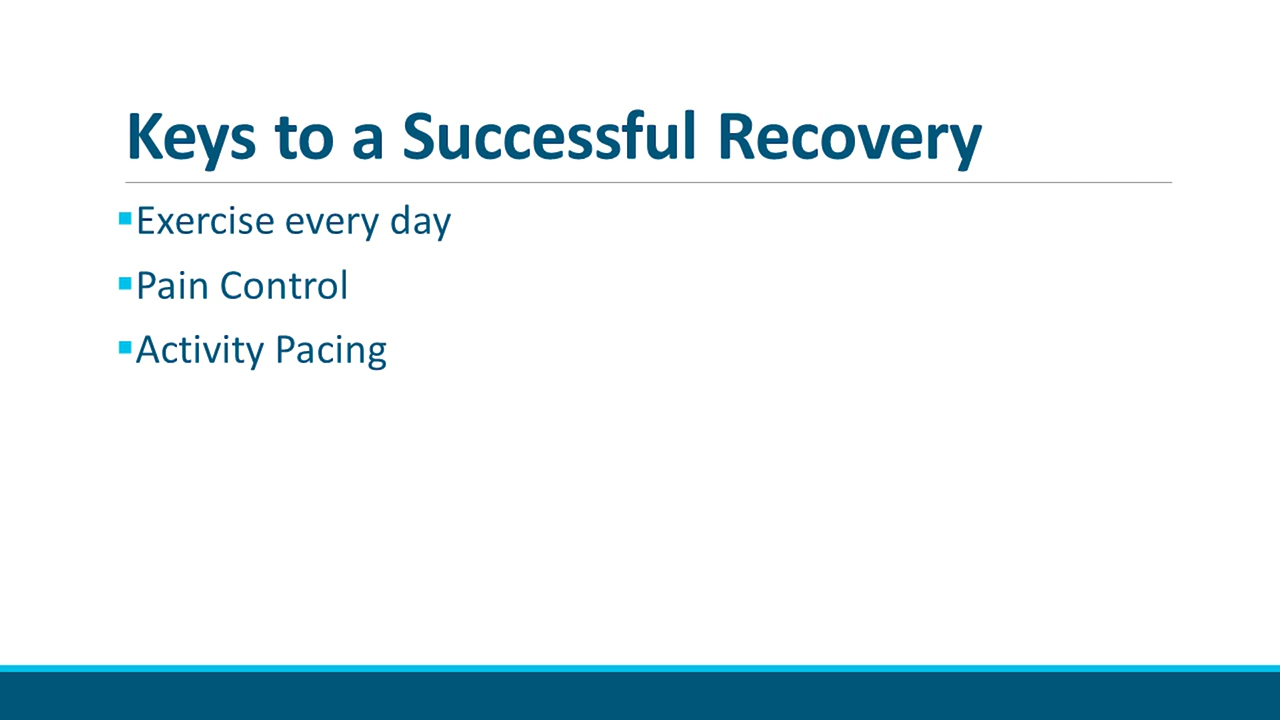 Keys to a Successful Recovery
▪Exercise every day
▪Pain Control
▪Activity Pacing